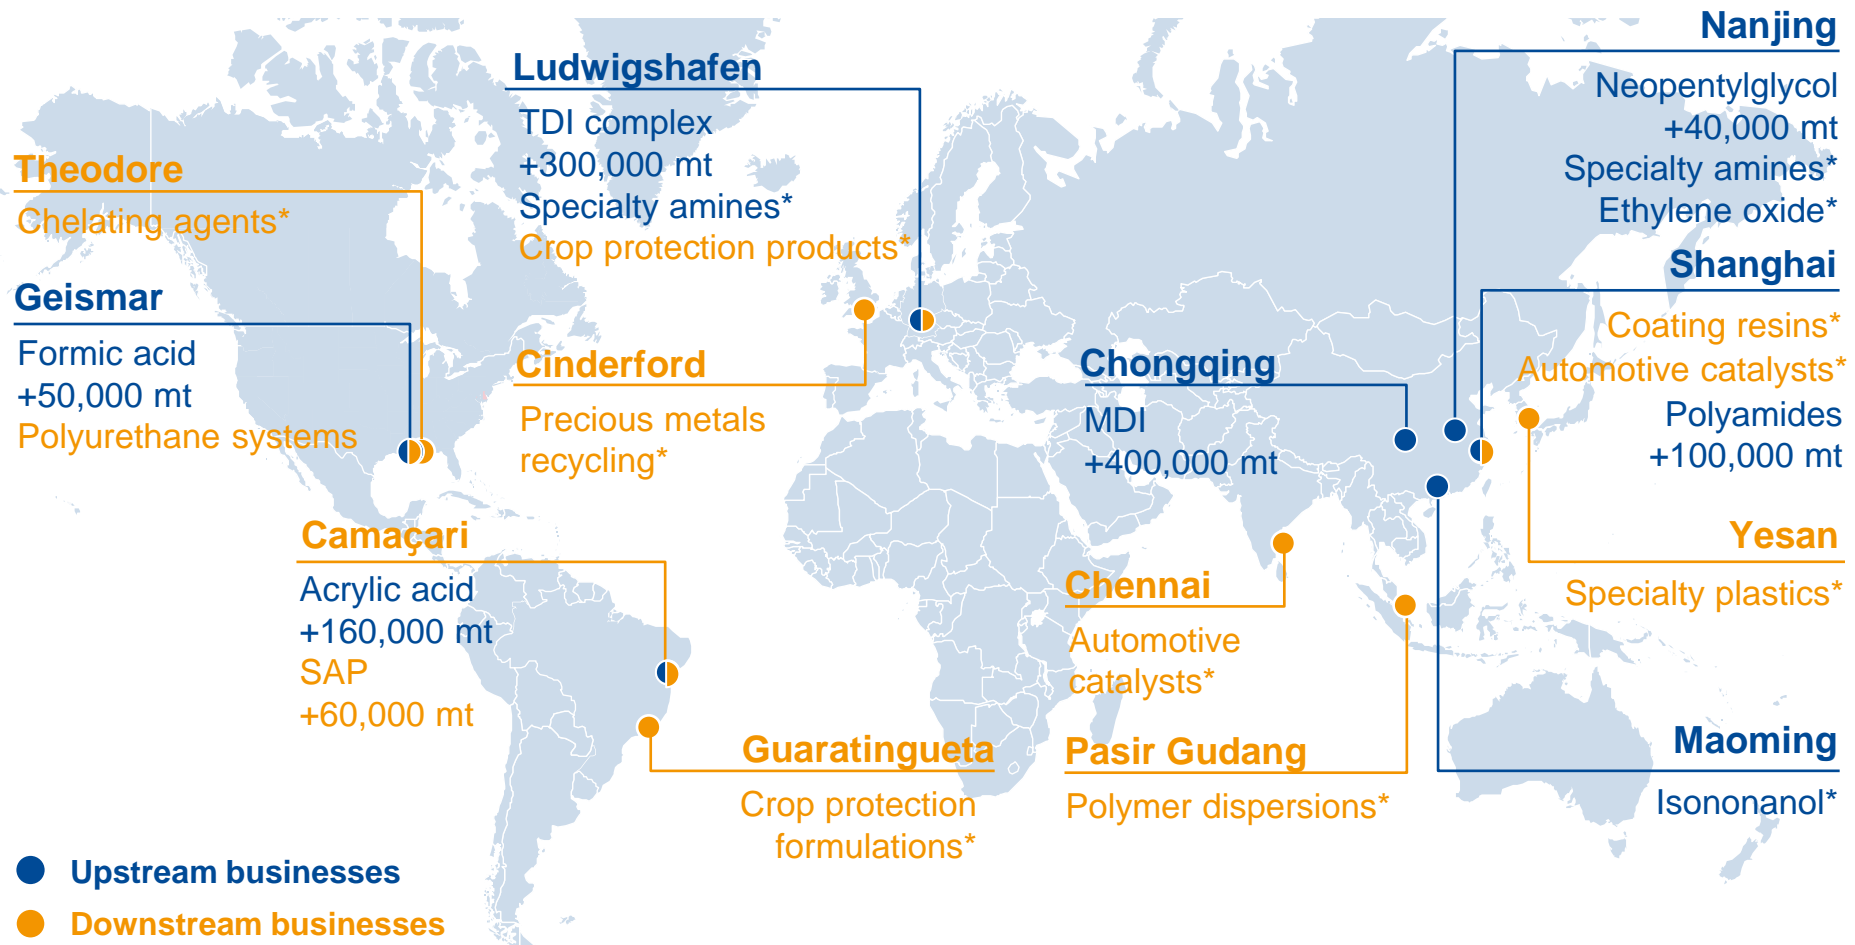 Ludwigshafen
TDI complex
+300,000 mt
Specialty amines*
Crop protection products*
Nanjing
Neopentylglycol
+40,000 mt
Specialty amines*
Ethylene oxide*
Theodore
Chelating agents*
Geismar
Formic acid
+50,000 mt
Polyurethane systems
Cinderford
Precious metals
recycling*
Chongqing
MDI
+400,000 mt
Shanghai
Coating resins*
Automotive catalysts*
Polyamides
+100,000 mt
Camaçari
Acrylic acid
+160,000 mt
SAP
+60,000 mt
Guaratingueta
Crop protection
formulations*
Chennai
Automotive
catalysts*
Pasir Gudang
Polymer dispersions*
Yesan
Specialty plastics*
Maoming
Isononanol*
Upstream businesses
Downstream businesses